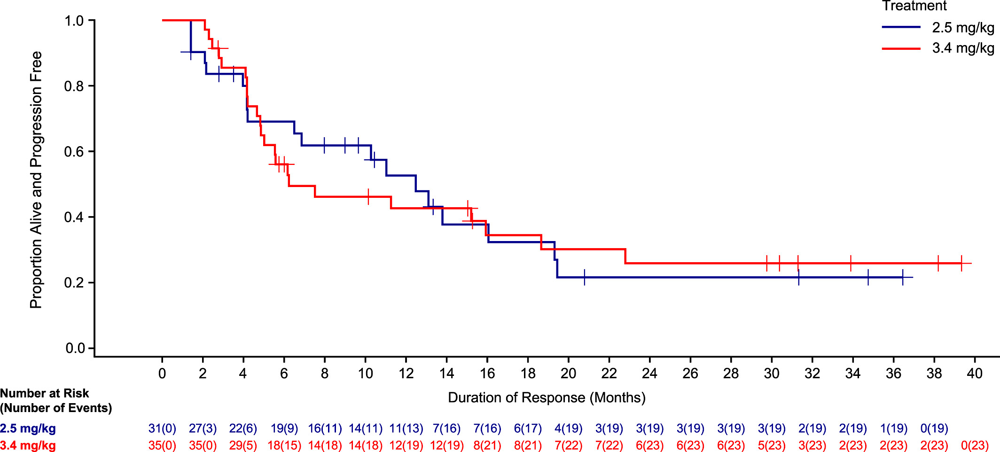 Treatment
2.5 mg/kg
3.4 mg/kg
Proportion Alive and Progression Free
1.0
0.8
0.6
0.4
0.2
0.0
0 2 4 6 8 10 12 14 16 18 20 22 24 26 28 30 32 34 36 38 40
Duration of Response (Months)
Number at Risk
(Number of Events)
2.5 mg/kg 31(0) 27(3) 22(6) 19(9) 16(11) 14(11) 11(13) 7(16) 7(16) 6(17) 4(19) 3(19) 3(19) 3(19) 3(19) 3(19) 2(19) 2(19) 1(19) 0(19)
3.4 mg/kg 35(0) 35(0) 29(5) 18(15) 14(18) 14(18) 12(19) 12(19) 8(21) 8(21) 7(22) 7(22) 6(23) 6(23) 6(23) 5(23) 3(23) 2(23) 2(23) 2(23) 0(23)